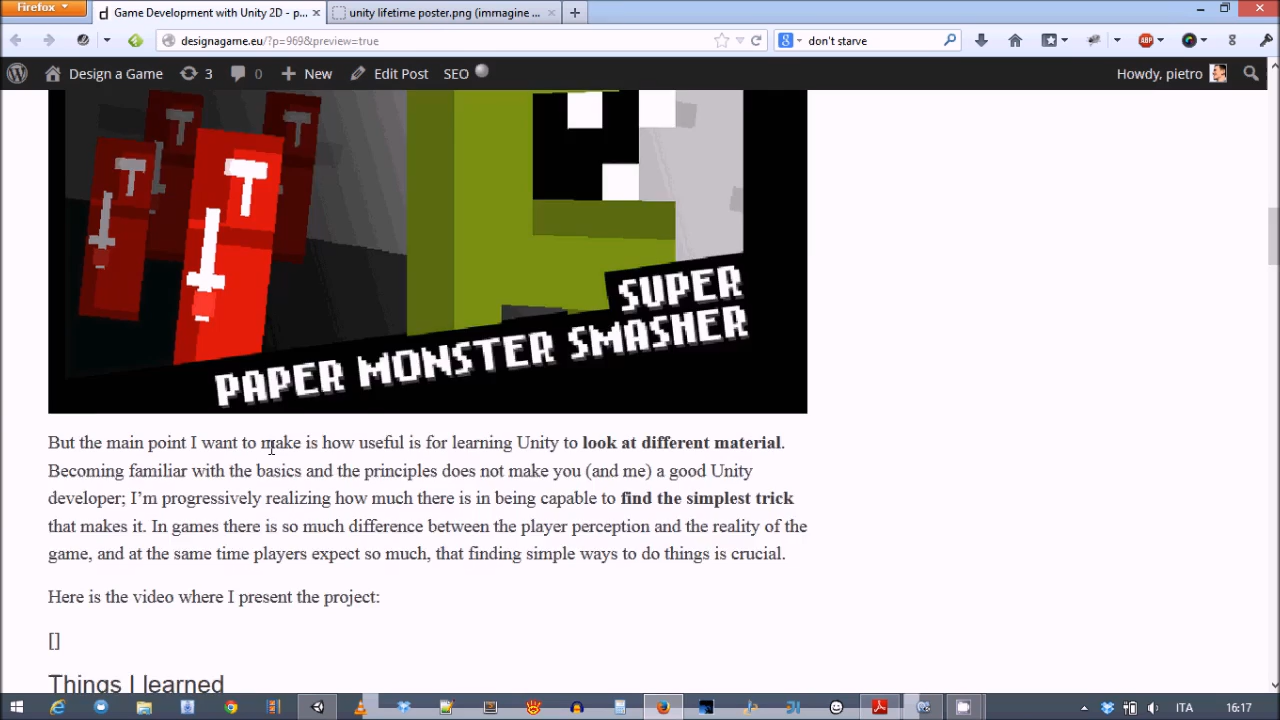 Firefox
Game Development with Unity 2D - p...
unity lifetime poster.png (immagine ...
designagame.eu/?p=969&preview=true
don't starve
ABP
Design a Game
3
0
New
Edit Post
SEO
Howdy, pietro
SUPER
PAPER MONSTER SMASHER
But the main point I want to make is how useful is for learning Unity to look at different material.
Becoming familiar with the basics and the principles does not make you (and me) a good Unity
developer; I'm progressively realizing how much there is in being capable to find the simplest trick
that makes it. In games there is so much difference between the player perception and the reality of the
game, and at the same time players expect so much, that finding simple ways to do things is crucial.
Here is the video where I present the project:
[]
Things I learned
ITA
16:17